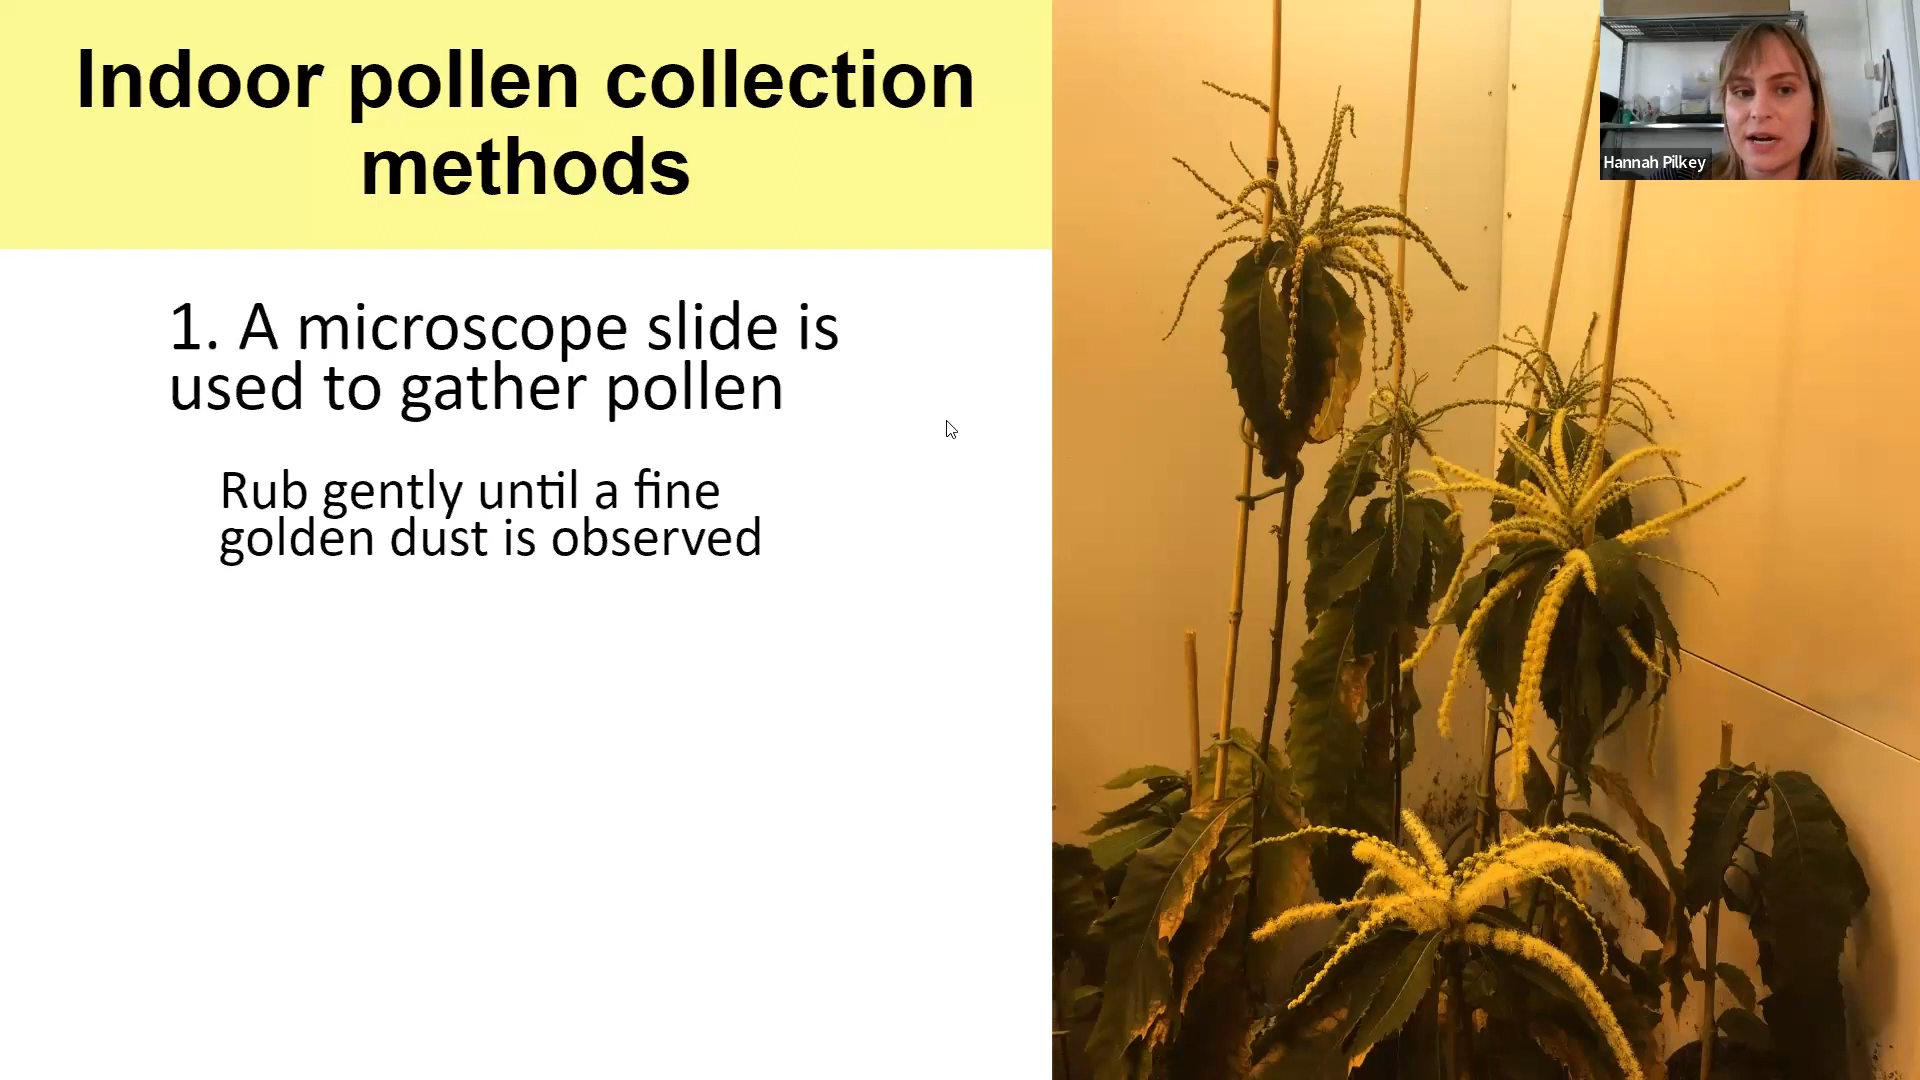 Indoor pollen collection
methods
Hannah Pilkey
1. A microscope slide is
used to gather pollen
Rub gently until a fine
golden dust is observed